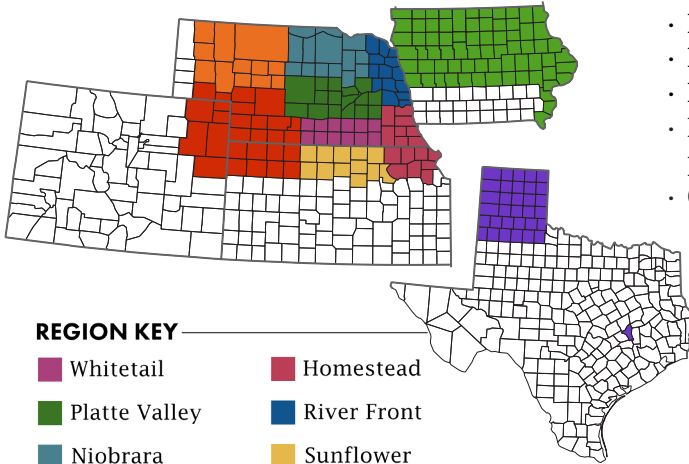 REGION KEY
Whitetail
Homestead
Platte Valley
River Front
Niobrara
Sunflower